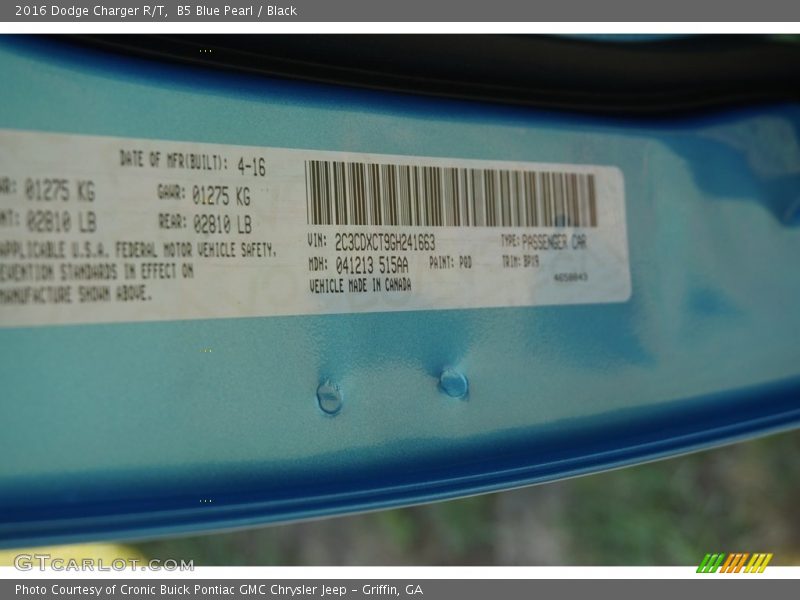 2016 Dodge Charger R/T,  B5 Blue Pearl / Black
DATE OF MFR(BUILT): 4-16
01275 KG GAWR: 01275 KG
02810 LB REAR: 02810 LB
APPLICABLE U.S.A. FEDERAL MOTOR VEHICLE SAFETY,
STANDARDS IN EFFECT ON
MANUFACTURE SHOWN ABOVE.
VIN: 2C3CDXCT9GH241663 TYPE: PASSENGER CAR
MDH: 041213 515AA PAINT: PQD TRIM: BPX9
VEHICLE MADE IN CANADA 4658843
GTCARLOT.COM
Photo Courtesy of Cronic Buick Pontiac GMC Chrysler Jeep - Griffin, GA